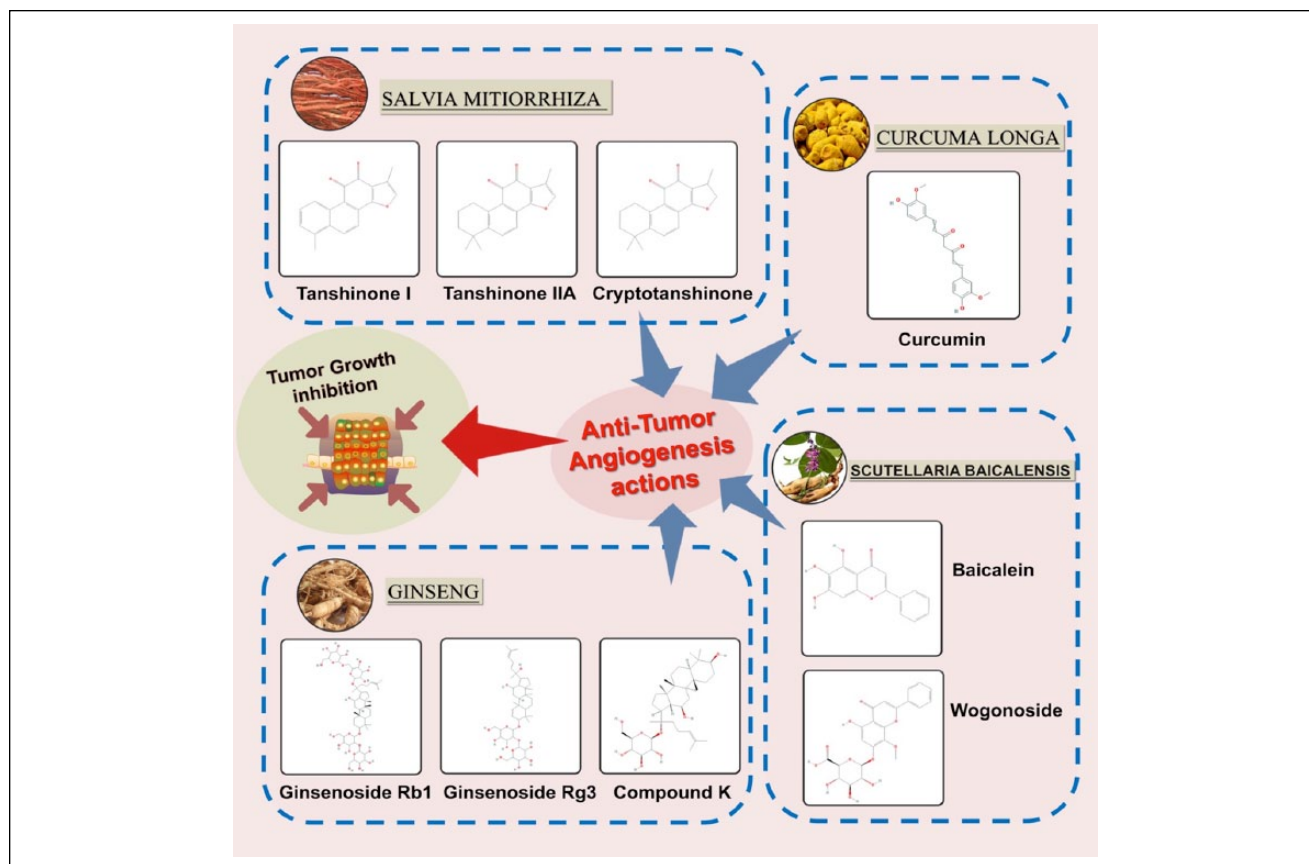 SALVIA MITIORRHIZA
Tanshinone I
Tanshinone IIA
Cryptotanshinone
CURCUMA LONGA
Curcumin
Tumor Growth
inhibition
Anti-Tumor
Angiogenesis
actions
SCUTELLARIA BAICALENSIS
Baicalein
Wogonoside
GINSENG
Ginsenoside Rb1
Ginsenoside Rg3
Compound K